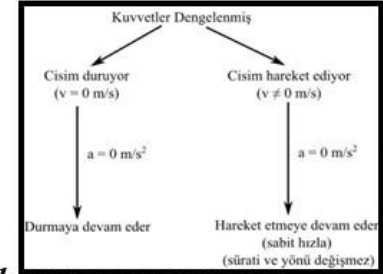 Kuvvetler Dengelenmiş
Cisim duruyor
(v = 0 m/s)
Cisim hareket ediyor
(v ≠ 0 m/s)
a = 0 m/s²
a = 0 m/s²
Durmaya devam eder
Hareket etmeye devam eder
(sabit hızla)
(sürati ve yönü değişmez)